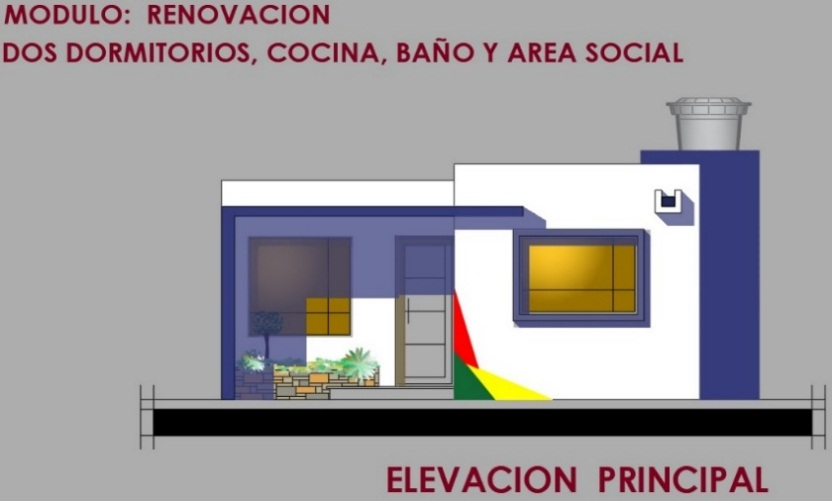 MODULO: RENOVACION
DOS DORMITORIOS, COCINA, BAÑO Y AREA SOCIAL
ELEVACION PRINCIPAL